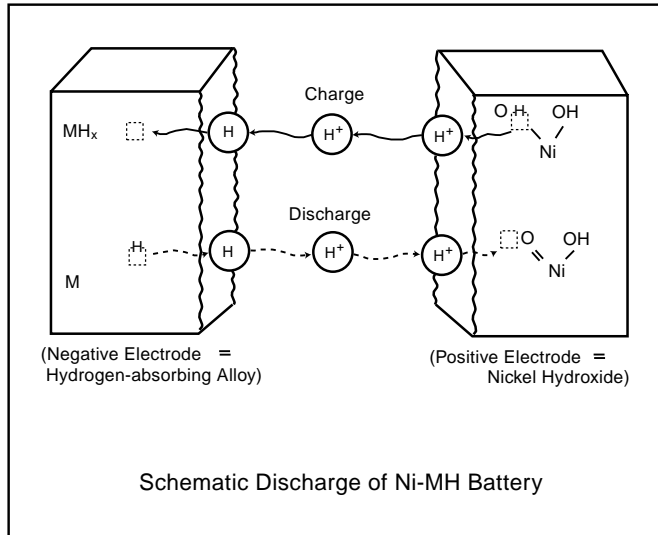 Charge
MHx
H
H+
H+
O H
OH
Ni
Discharge
H
H
H+
H+
O
OH
Ni
M
(Negative Electrode =
Hydrogen-absorbing Alloy)
(Positive Electrode =
Nickel Hydroxide)
Schematic Discharge of Ni-MH Battery